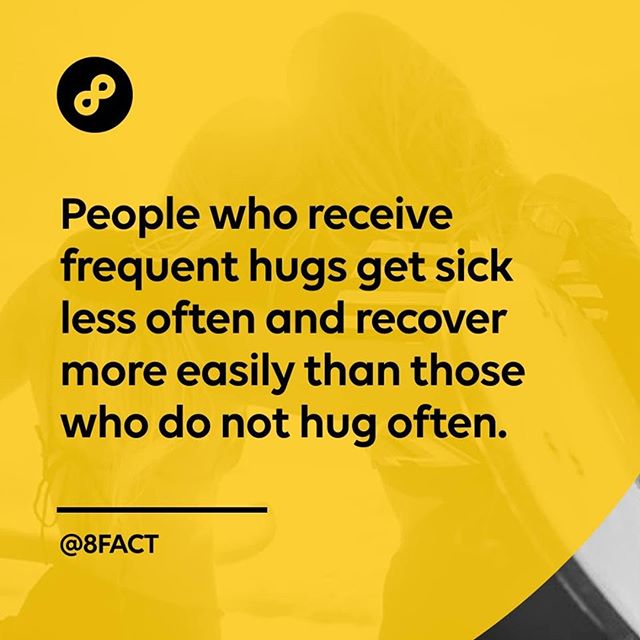 People who receive
frequent hugs get sick
less often and recover
more easily than those
who do not hug often.
@8FACT